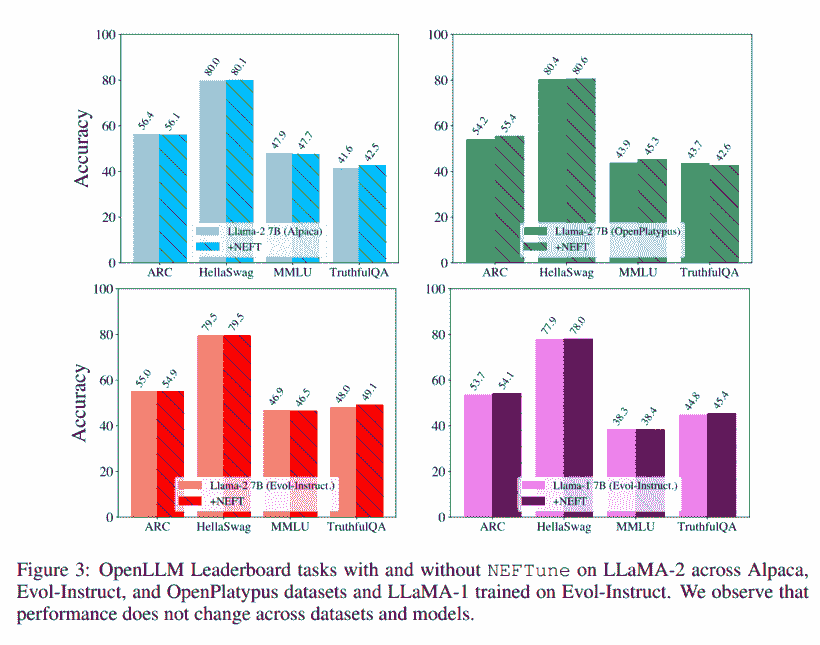 100
80
60
40
20
0
Accuracy
56.4 56.1 80.0 80.1 47.9 47.7 41.6 42.5
Llama-2 7B (Alpaca)
+NEFT
ARC HellaSwag MMLU TruthfulQA
100
80
60
40
20
0
54.2 55.4 80.4 80.6 43.9 45.3 43.7 42.6
Llama-2 7B (OpenPlatypus)
+NEFT
ARC HellaSwag MMLU TruthfulQA
100
80
60
40
20
0
Accuracy
55.0 54.9 79.5 79.5 46.9 46.5 48.0 49.1
Llama-2 7B (Evol-Instruct.)
+NEFT
ARC HellaSwag MMLU TruthfulQA
100
80
60
40
20
0
53.7 54.1 77.9 78.0 38.3 38.4 44.8 45.4
Llama-1 7B (Evol-Instruct.)
+NEFT
ARC HellaSwag MMLU TruthfulQA
Figure 3: OpenLLM Leaderboard tasks with and without NEFTune on LLaMA-2 across Alpaca,
Evol-Instruct, and OpenPlatypus datasets and LLaMA-1 trained on Evol-Instruct. We observe that
performance does not change across datasets and models.